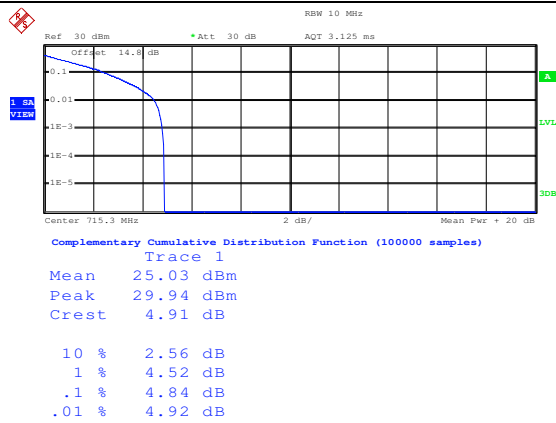 R S
RBW 10 MHz
Ref 30 dBm *Att 30 dB AQT 3.125 ms
Offset 14.8 dB
0.1
A
0.01
1 SA
VIEW
1E-3
LVL
1E-4
1E-5
3DB
Center 715.3 MHz 2 dB/ Mean Pwr + 20 dB
Complementary Cumulative Distribution Function (100000 samples)
Trace 1
Mean 25.03 dBm
Peak 29.94 dBm
Crest 4.91 dB
10 % 2.56 dB
1 % 4.52 dB
.1 % 4.84 dB
.01 % 4.92 dB